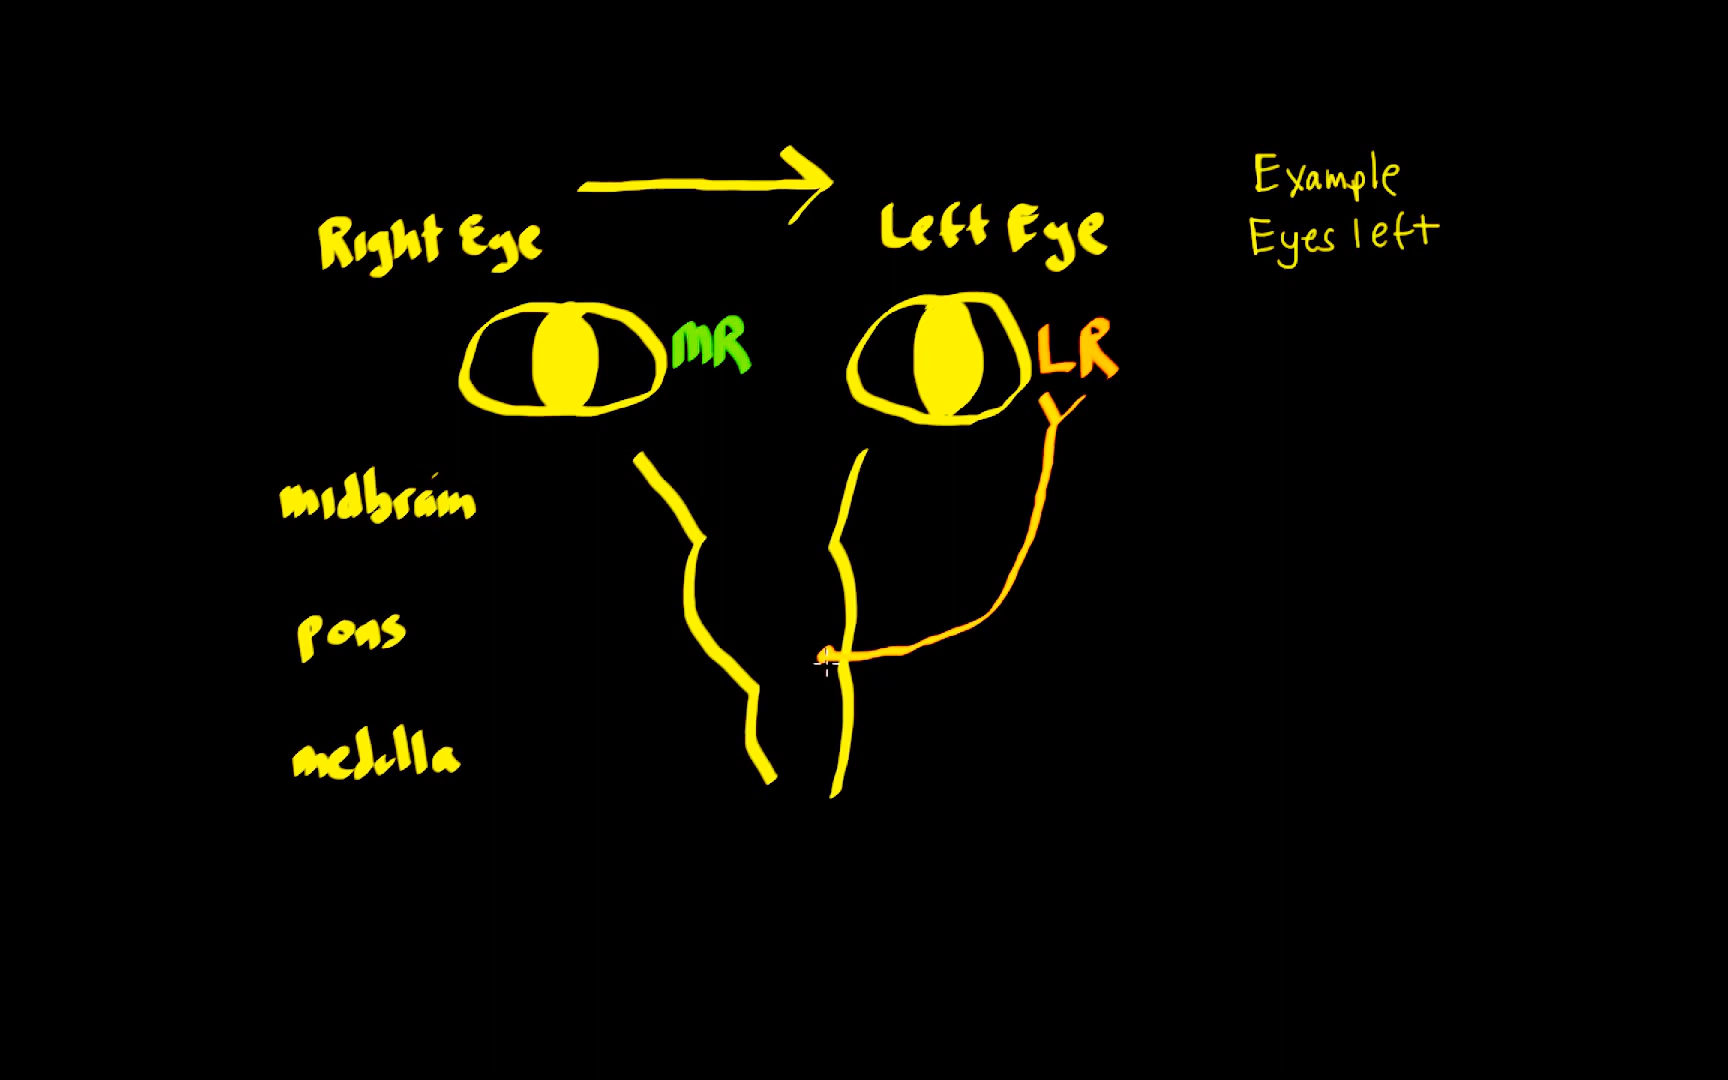 Example
Right Eye
Left Eye
Eyes left
MR
LR
midbrain
pons
medulla